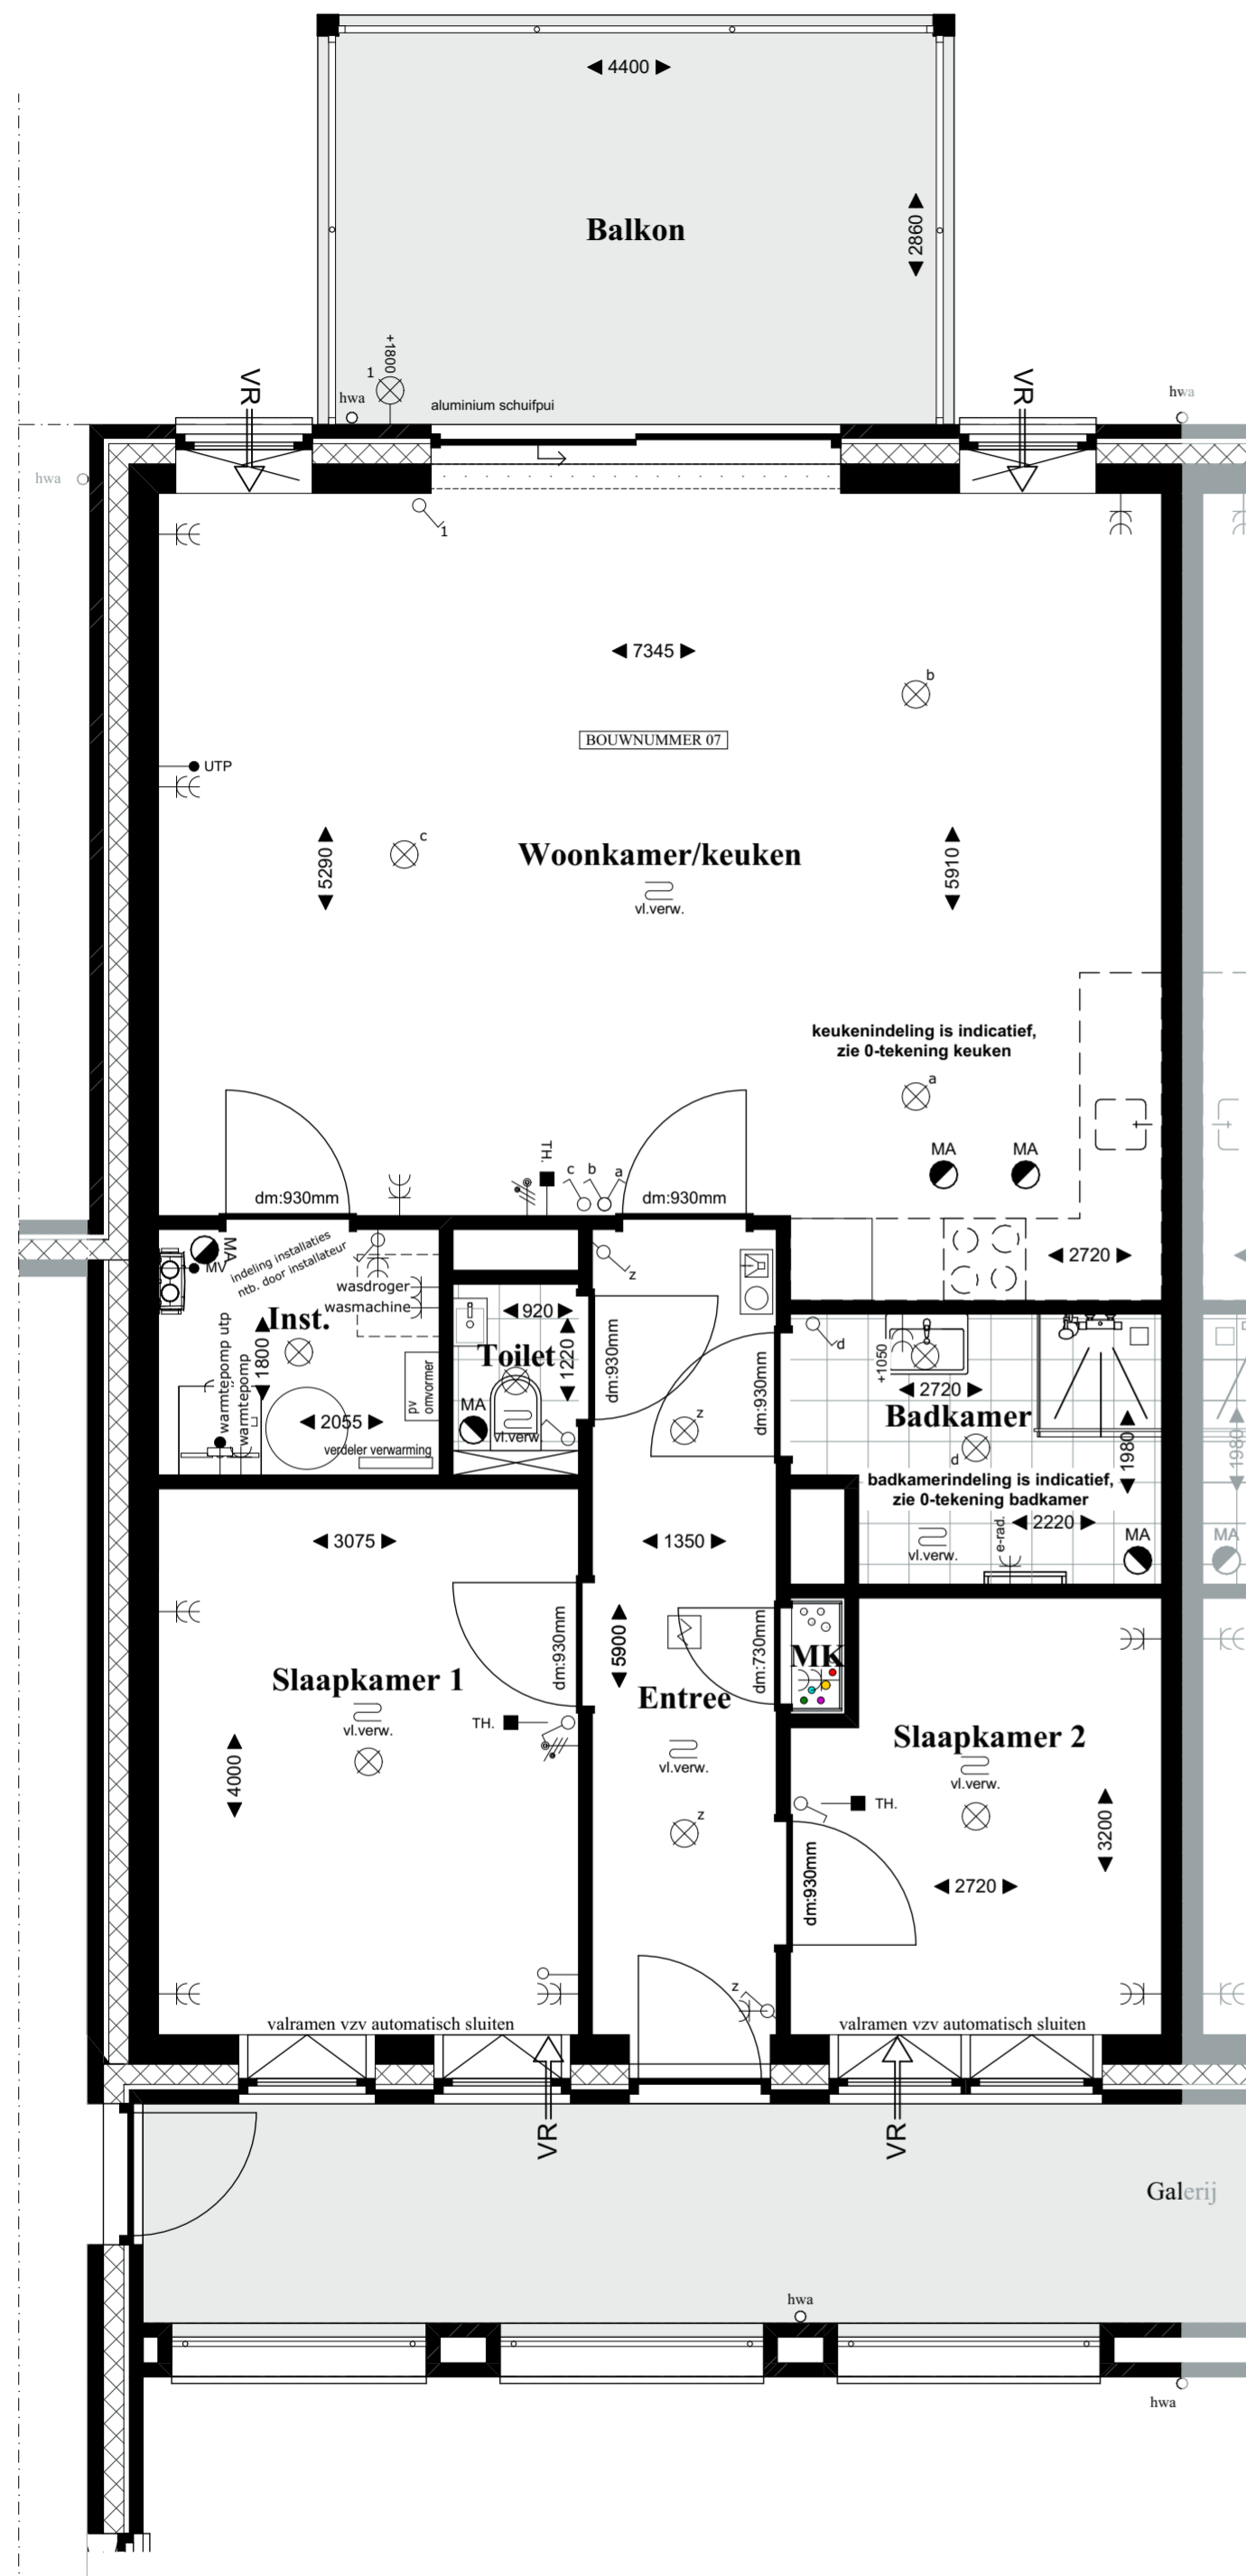 4400
Balkon
2860
+1800
1
hwa
aluminium schuifpui
VR
VR
hwa
hwa
1
7345
b
BOUWNUMMER 07
UTP
c
Woonkamer/keuken
vl.verw.
5290
5910
keukenindeling is indicatief,
zie 0-tekening keuken
a
MA
MA
TH.
c
b
a
dm:930mm
dm:930mm
2720
MA
MV
indeling installaties
ntb. door installateur
wasdroger
wasmachine
Inst.
1800
warmtepomp utp
warmtepomp
2055
pv
omvormer
verdeler verwarming
920
Toilet
1220
MA
vl.verw.
z
dm:930mm
dm:930mm
z
d
+1050
2720
Badkamer
d
1980
1980
badkamerindeling is indicatief,
zie 0-tekening badkamer
2220
e-rad.
vl.verw.
MA
MA
3075
1350
dm:930mm
5900
dm:730mm
MK
Slaapkamer 1
vl.verw.
TH.
4000
Entree
vl.verw.
z
Slaapkamer 2
vl.verw.
TH.
3200
2720
dm:930mm
z
valramen vzv automatisch sluiten
valramen vzv automatisch sluiten
VR
VR
Galerij
hwa
hwa